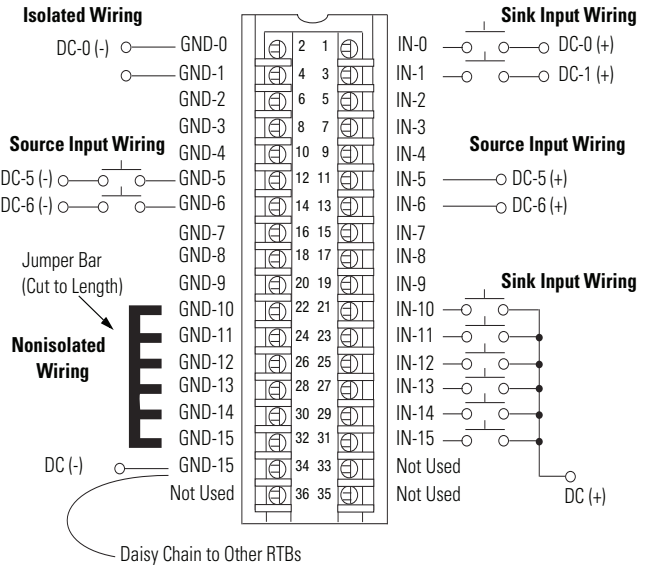 Isolated Wiring
Sink Input Wiring
DC-0 (-) GND-0 2 1 IN-0 DC-0 (+)
GND-1 4 3 IN-1 DC-1 (+)
GND-2 6 5 IN-2
GND-3 8 7 IN-3
Source Input Wiring
Source Input Wiring
GND-4 10 9 IN-4
DC-5 (-) GND-5 12 11 IN-5 DC-5 (+)
DC-6 (-) GND-6 14 13 IN-6 DC-6 (+)
GND-7 16 15 IN-7
GND-8 18 17 IN-8
Jumper Bar
(Cut to Length)
GND-9 20 19 IN-9
Sink Input Wiring
GND-10 22 21 IN-10
GND-11 24 23 IN-11
Nonisolated
Wiring
GND-12 26 25 IN-12
GND-13 28 27 IN-13
GND-14 30 29 IN-14
GND-15 32 31 IN-15
DC (-) GND-15 34 33 Not Used
Not Used 36 35 Not Used
DC (+)
Daisy Chain to Other RTBs